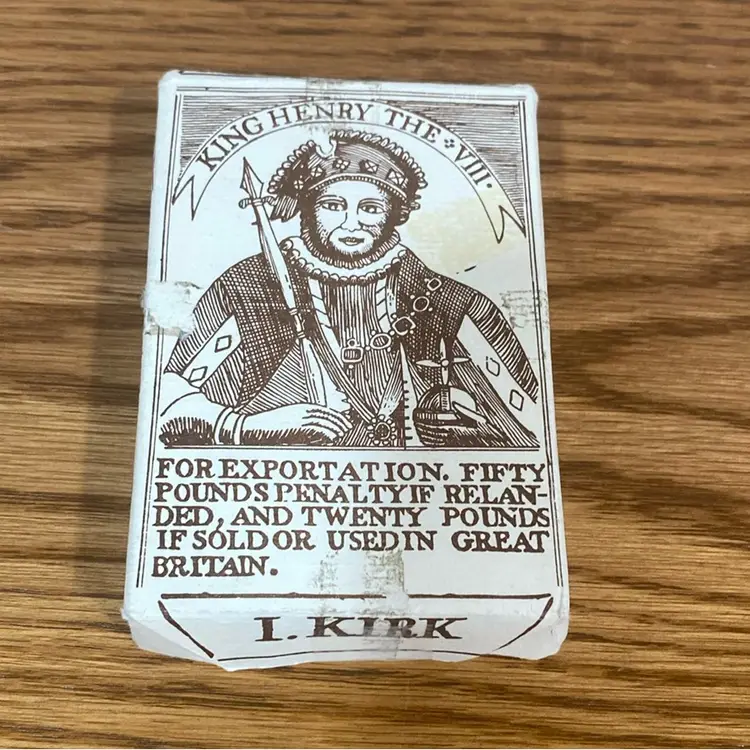 KING HENRY THE VIII.
FOR EXPORTATION. FIFTY
POUNDS PENALTY IF RELAN-
DED, AND TWENTY POUNDS
IF SOLD OR USED IN GREAT
BRITAIN.
I. KIRK